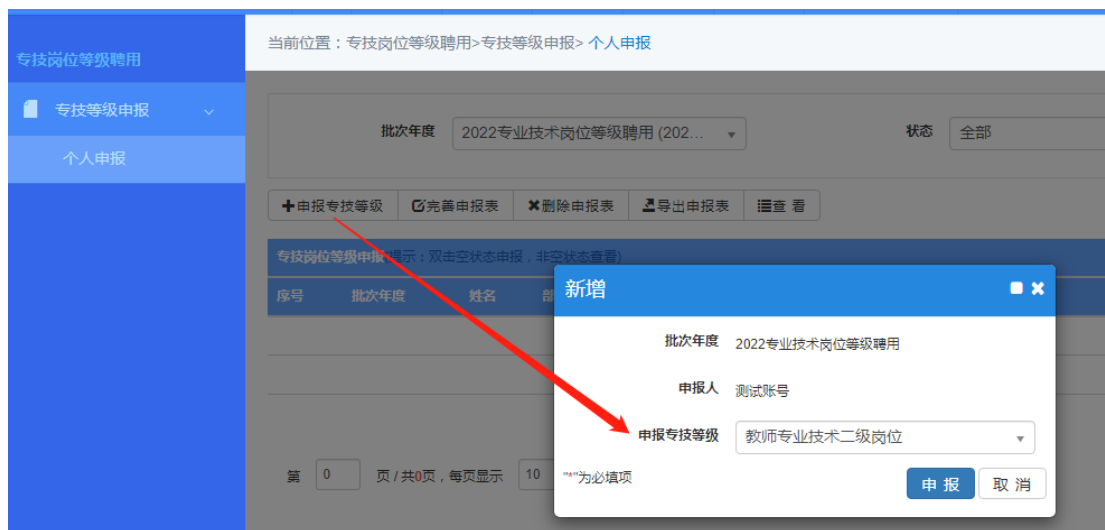 专技岗位等级聘用
当前位置：专技岗位等级聘用>专技等级申报> 个人申报
专技等级申报
个人申报
批次年度 2022专业技术岗位等级聘用 (202... 状态 全部
申报专技等级 完善申报表 删除申报表 导出申报表 查 看
专技岗位等级申报 提示：双击空状态申报，非空状态查看)
序号 批次年度 姓名 部
新增
批次年度 2022专业技术岗位等级聘用
申报人 测试账号
申报专技等级 教师专业技术二级岗位
"*"为必填项 申 报 取 消
第 0 页/共0页，每页显示 10